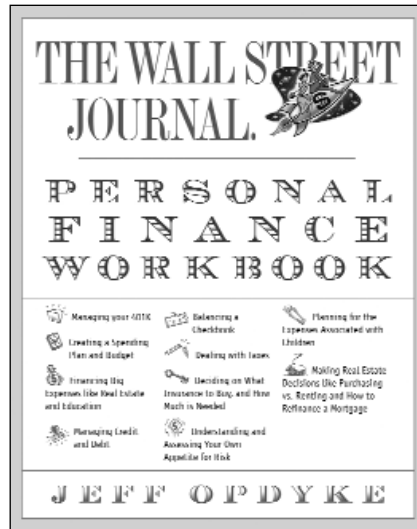 THE WALL STREET
JOURNAL.
PERSONAL
FINANCE
WORKBOOK
Managing your 401K
Creating a Spending
Plan and Budget
Financing Big
Expenses like Real Estate
and Education
Managing Credit
and Debt
Balancing a
Checkbook
Dealing with Taxes
Deciding on What
Insurance to Buy, and How
Much is Needed
Understanding and
Assessing Your Own
Appetite for Risk
Planning for the
Expenses Associated with
Children
Making Real Estate
Decisions like Purchasing
vs. Renting and How to
Refinance a Mortgage
JEFF OPDYKE